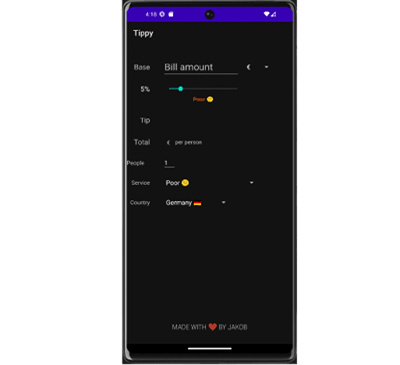 4:18
Tippy
Base Bill amount €
5%
Poor 🙁
Tip
Total € per person
People 1
Service Poor 🙁
Country Germany 🇩🇪
MADE WITH ❤️ BY JAKOB